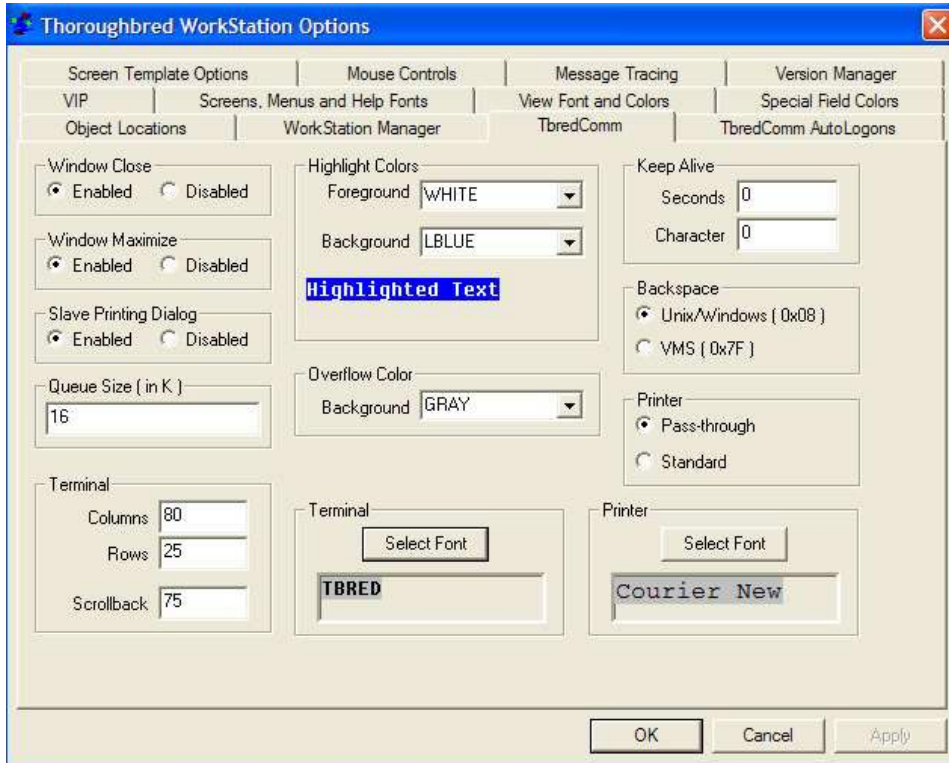 Thoroughbred WorkStation Options
Screen Template Options Mouse Controls Message Tracing Version Manager
VIP Screens, Menus and Help Fonts View Font and Colors Special Field Colors
Object Locations WorkStation Manager TbredComm TbredComm AutoLogons
Window Close
Enabled Disabled
Window Maximize
Enabled Disabled
Slave Printing Dialog
Enabled Disabled
Queue Size ( in K )
16
Terminal
Columns 80
Rows 25
Scrollback 75
Highlight Colors
Foreground WHITE
Background LBLUE
Highlighted Text
Overflow Color
Background GRAY
Terminal
Select Font
TBRED
Keep Alive
Seconds 0
Character 0
Backspace
Unix/Windows ( 0x08 )
VMS ( 0x7F )
Printer
Pass-through
Standard
Printer
Select Font
Courier New
OK Cancel Apply